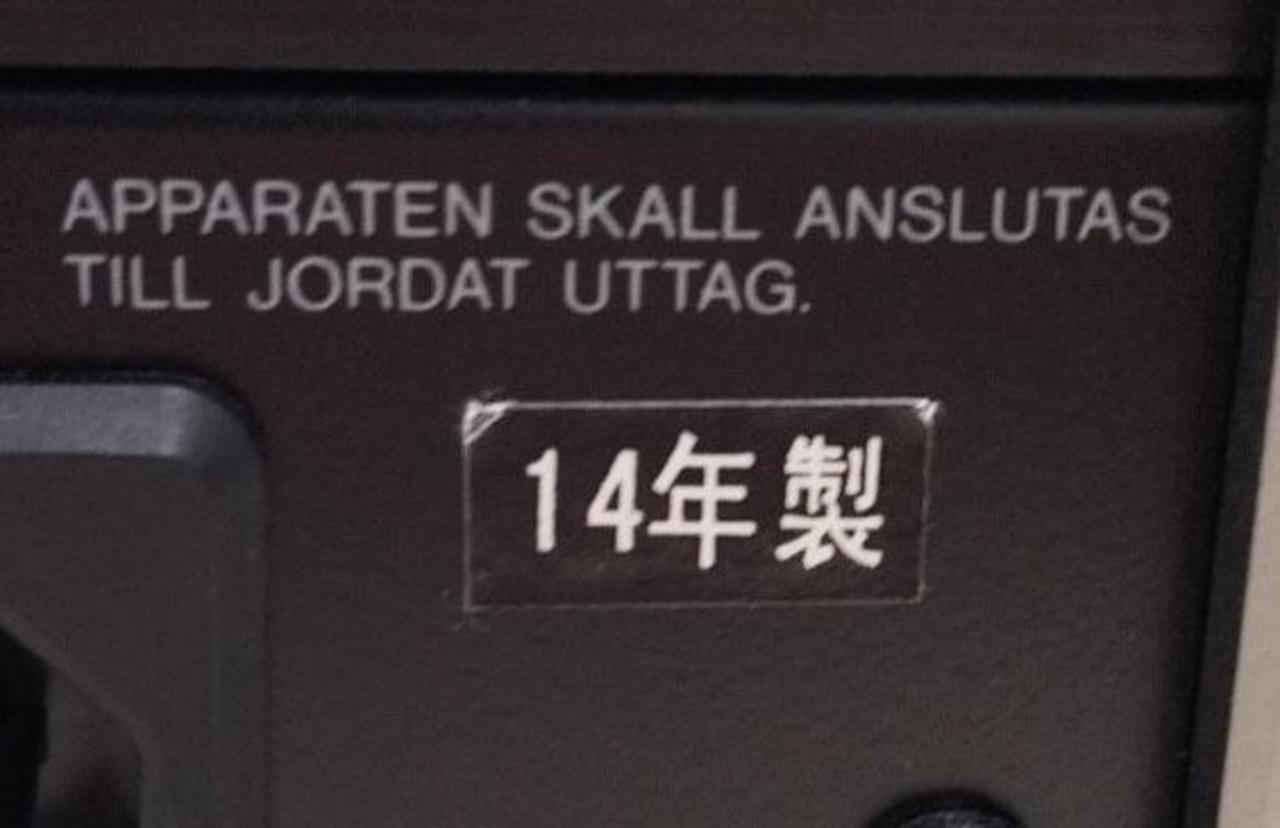 APPARATEN SKALL ANSLUTAS
TILL JORDAT UTTAG.
14年製